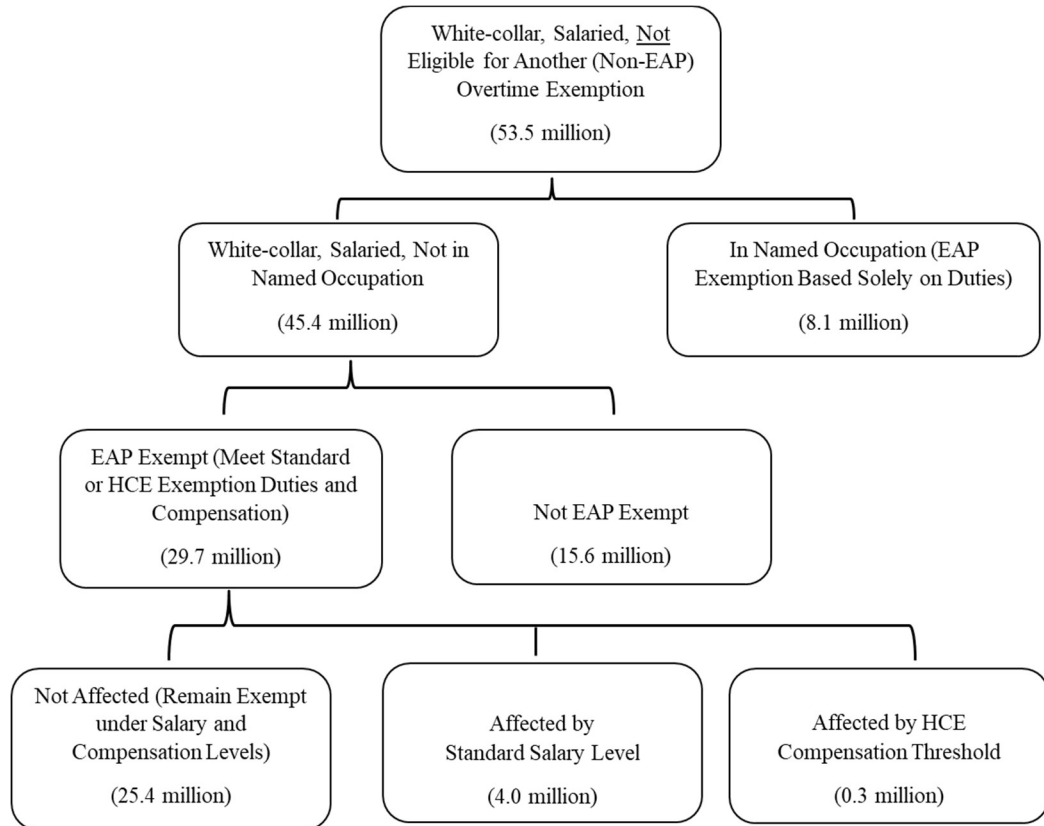 White-collar, Salaried, Not
Eligible for Another (Non-EAP)
Overtime Exemption
(53.5 million)
White-collar, Salaried, Not in
Named Occupation
(45.4 million)
In Named Occupation (EAP
Exemption Based Solely on Duties)
(8.1 million)
EAP Exempt (Meet Standard
or HCE Exemption Duties and
Compensation)
(29.7 million)
Not EAP Exempt
(15.6 million)
Not Affected (Remain Exempt
under Salary and
Compensation Levels)
(25.4 million)
Affected by
Standard Salary Level
(4.0 million)
Affected by HCE
Compensation Threshold
(0.3 million)